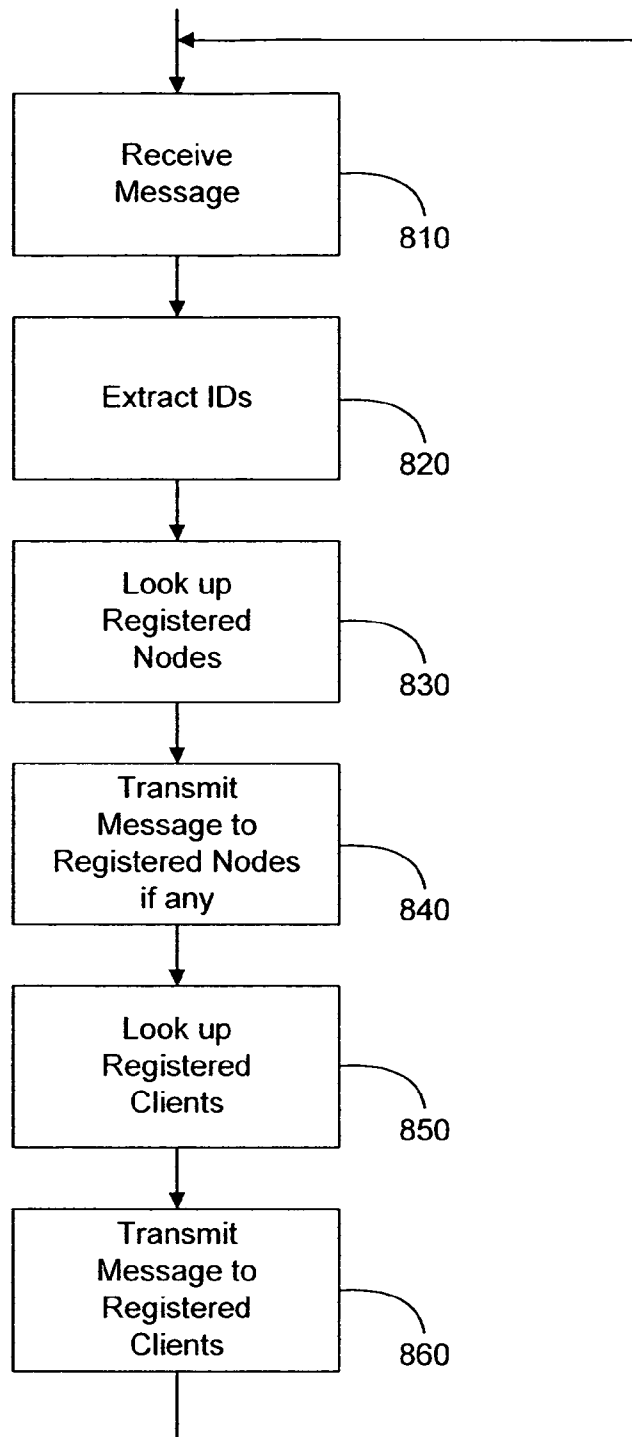 Receive
Message
810
Extract IDs
820
Look up
Registered
Nodes
830
Transmit
Message to
Registered Nodes
if any
840
Look up
Registered
Clients
850
Transmit
Message to
Registered
Clients
860